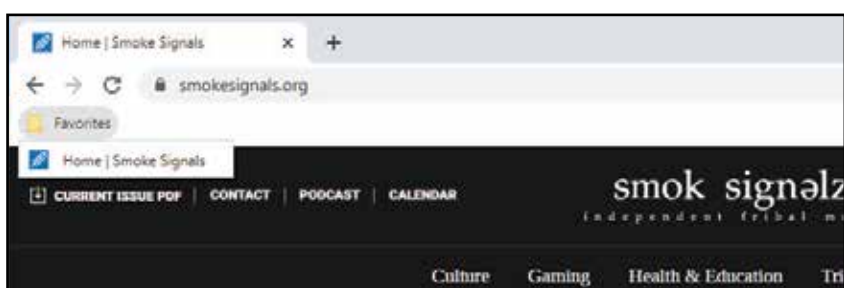 Home | Smoke Signals
smokesignals.org
Favorites
Home | Smoke Signals
CURRENT ISSUE PDF | CONTACT | PODCAST | CALENDAR
smok signəlz
independent tribal
Culture Gaming Health & Education